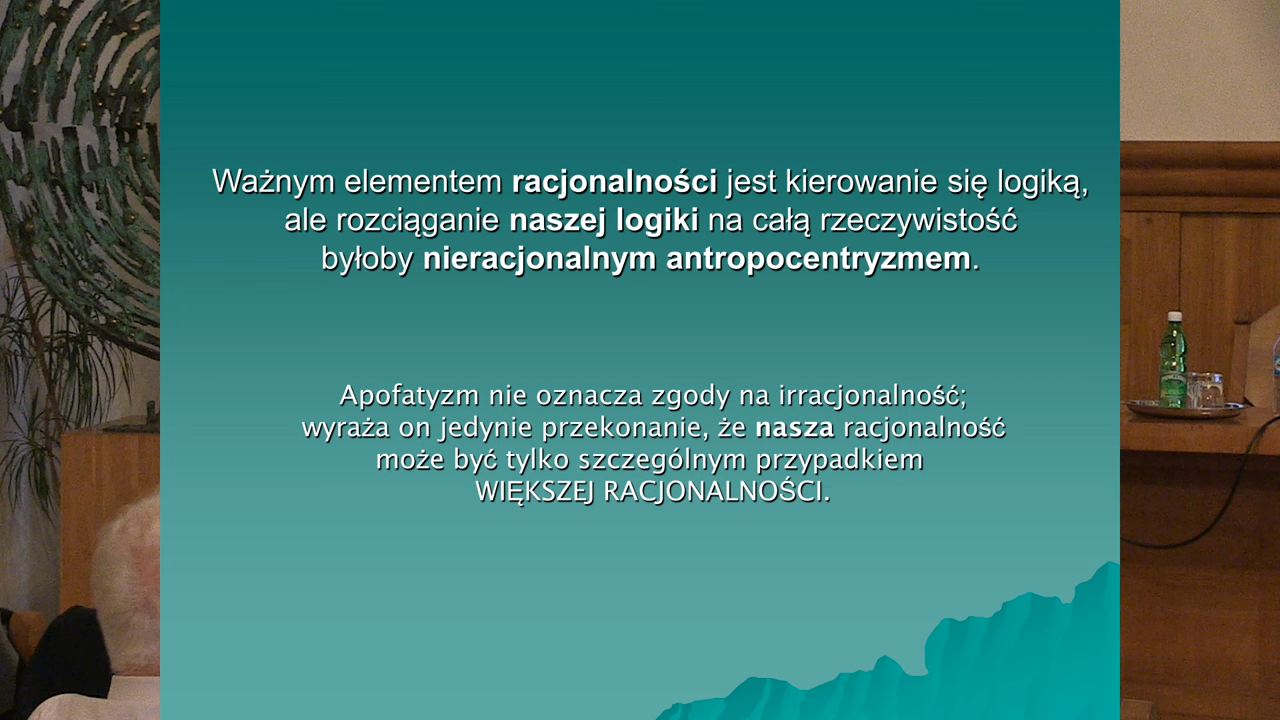 Ważnym elementem racjonalności jest kierowanie się logiką,
ale rozciąganie naszej logiki na całą rzeczywistość
byłoby nieracjonalnym antropocentryzmem.
Apofatyzm nie oznacza zgody na irracjonalność;
wyraża on jedynie przekonanie, że nasza racjonalność
może być tylko szczególnym przypadkiem
WIĘKSZEJ RACJONALNOŚCI.